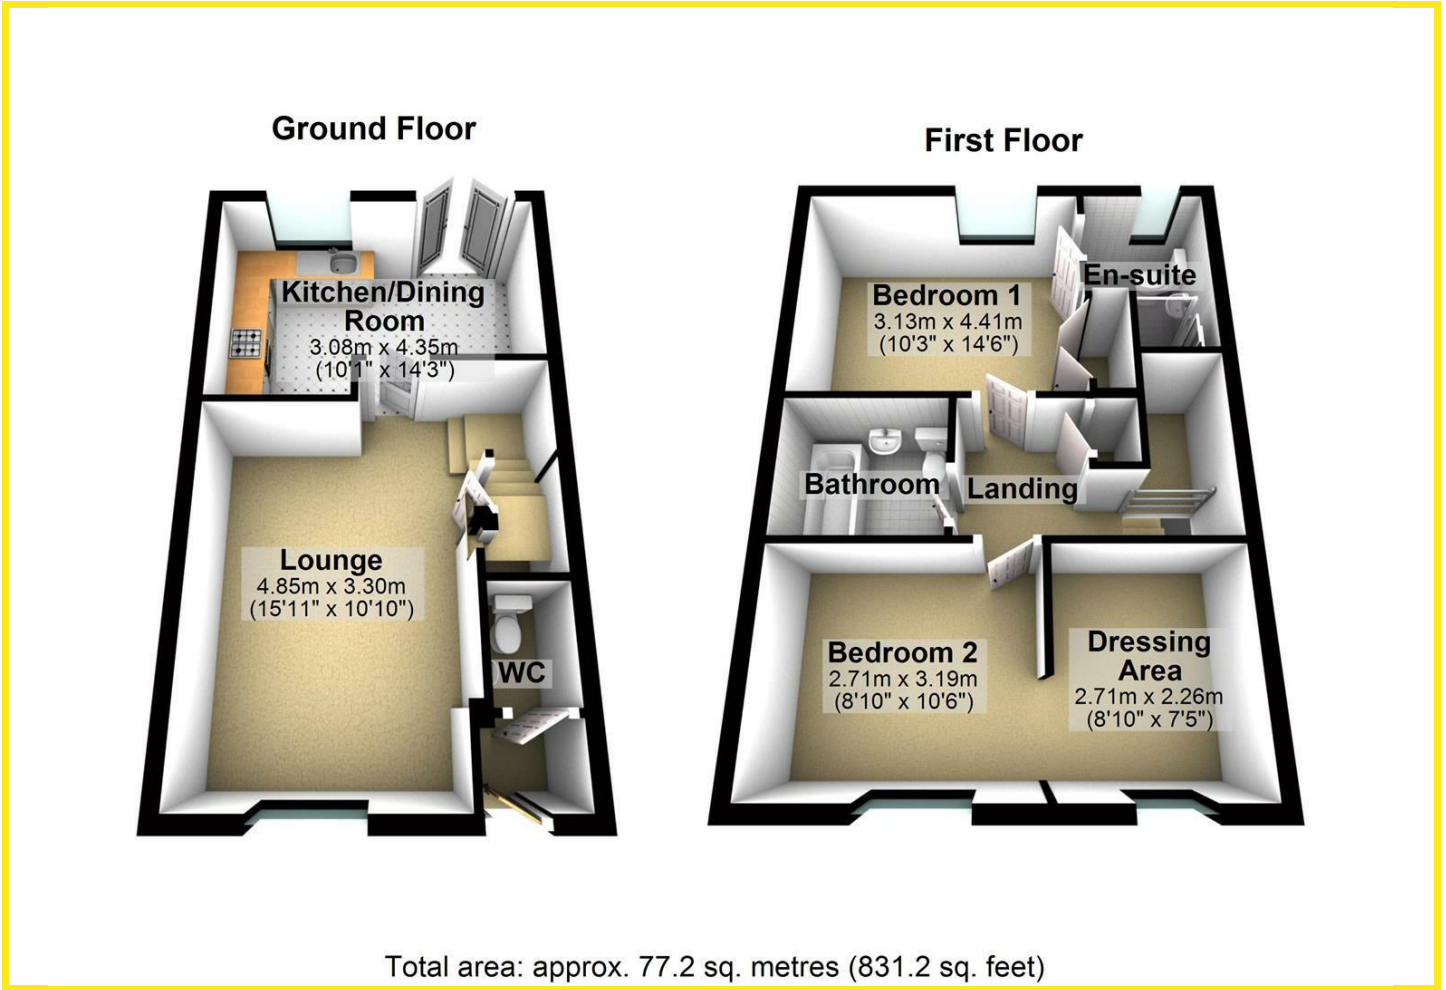 Ground Floor
Kitchen/Dining
Room
3.08m x 4.35m
(10'1" x 14'3")
Lounge
4.85m x 3.30m
(15'11" x 10'10")
WC
First Floor
Bedroom 1
3.13m x 4.41m
(10'3" x 14'6")
En-suite
Bathroom
Landing
Bedroom 2
2.71m x 3.19m
(8'10" x 10'6")
Dressing
Area
2.71m x 2.26m
(8'10" x 7'5")
Total area: approx. 77.2 sq. metres (831.2 sq. feet)